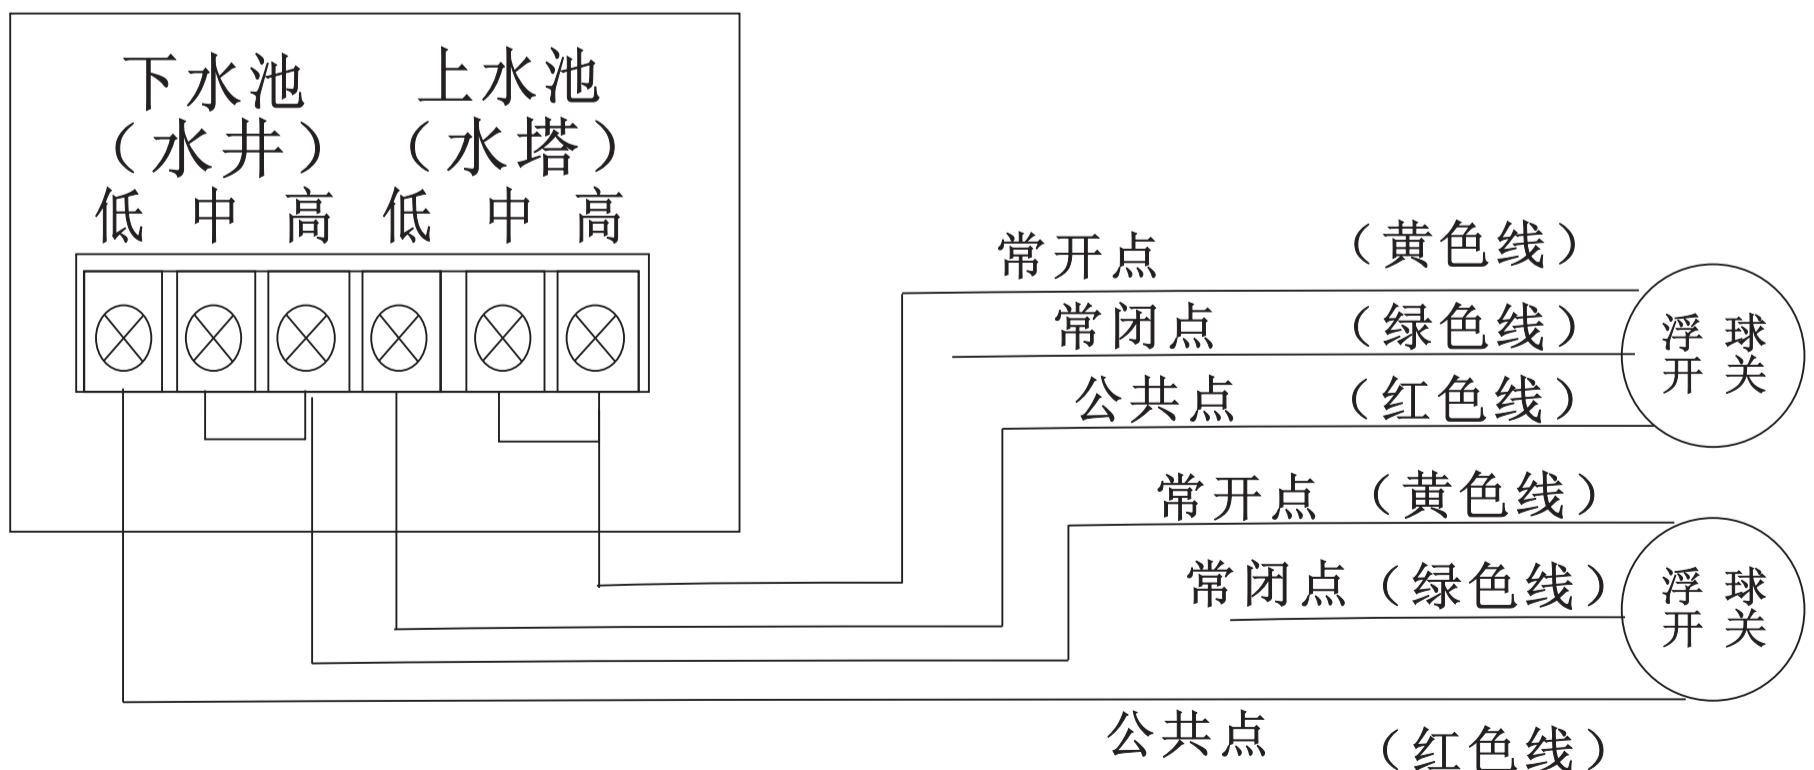 下水池 上水池
（水井） （水塔）
低 中 高 低 中 高
常开点 （黄色线）
常闭点 （绿色线）
浮球
开关
公共点 （红色线）
常开点 （黄色线）
常闭点 （绿色线）
浮球
开关
公共点 （红色线）